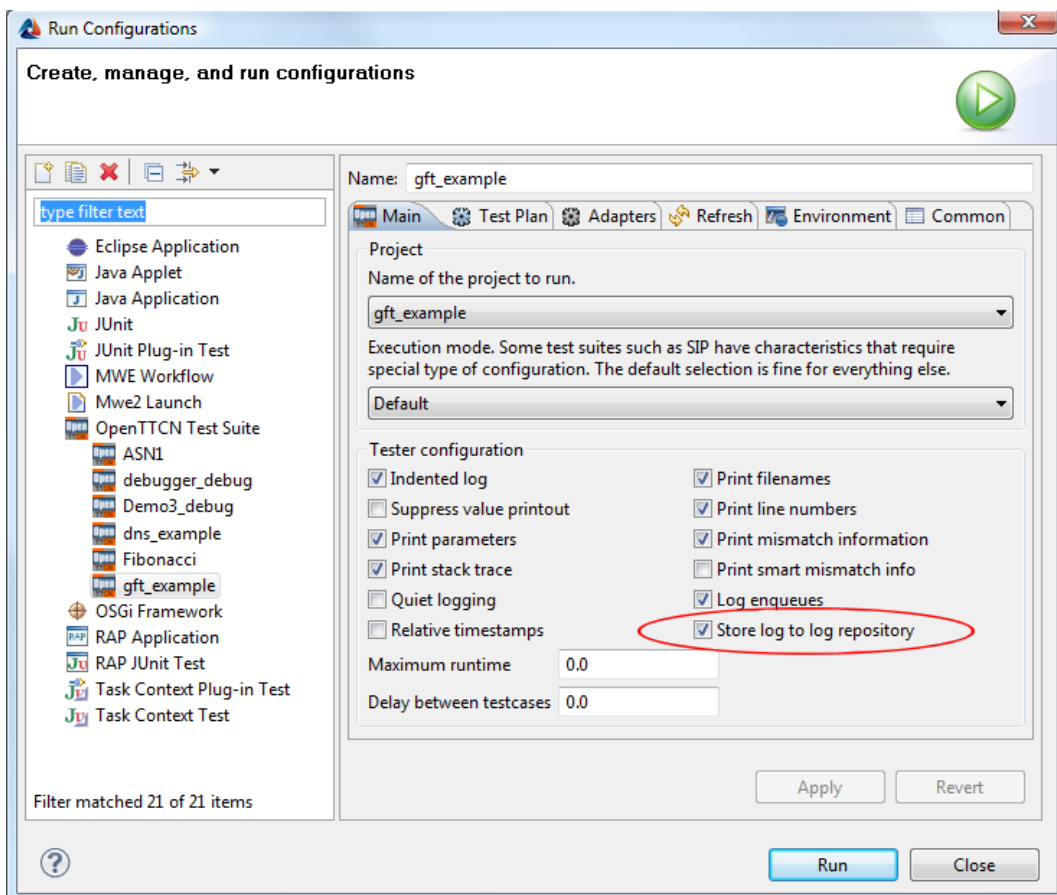 Run Configurations
Create, manage, and run configurations
type filter text
Eclipse Application
Java Applet
Java Application
JUnit
JUnit Plug-in Test
MWE Workflow
Mwe2 Launch
OpenTTCN Test Suite
ASN1
debugger_debug
Demo3_debug
dns_example
Fibonacci
gft_example
OSGi Framework
RAP Application
RAP JUnit Test
Task Context Plug-in Test
Task Context Test
Filter matched 21 of 21 items
Name: gft_example
Main Test Plan Adapters Refresh Environment Common
Project
Name of the project to run.
gft_example
Execution mode. Some test suites such as SIP have characteristics that require
special type of configuration. The default selection is fine for everything else.
Default
Tester configuration
Indented log Print filenames
Suppress value printout Print line numbers
Print parameters Print mismatch information
Print stack trace Print smart mismatch info
Quiet logging Log enqueues
Relative timestamps Store log to log repository
Maximum runtime 0.0
Delay between testcases 0.0
Apply Revert
? Run Close